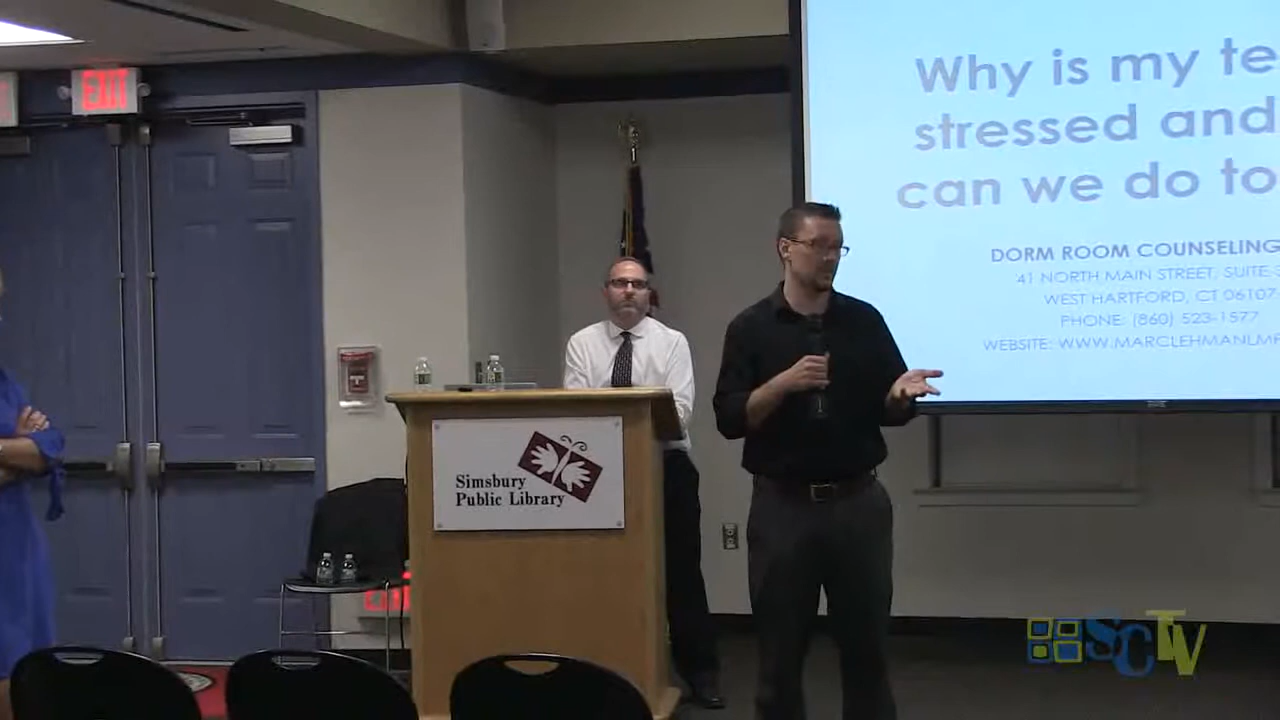 EXIT
Why is my te
stressed and
can we do to
DORM ROOM COUNSELING
41 NORTH MAIN STREET, SUITE
WEST HARTFORD, CT 06107
PHONE: (860) 523-1577
WEBSITE: WWW.MARCLEHMANLMF
Simsbury
Public Library
SCTV